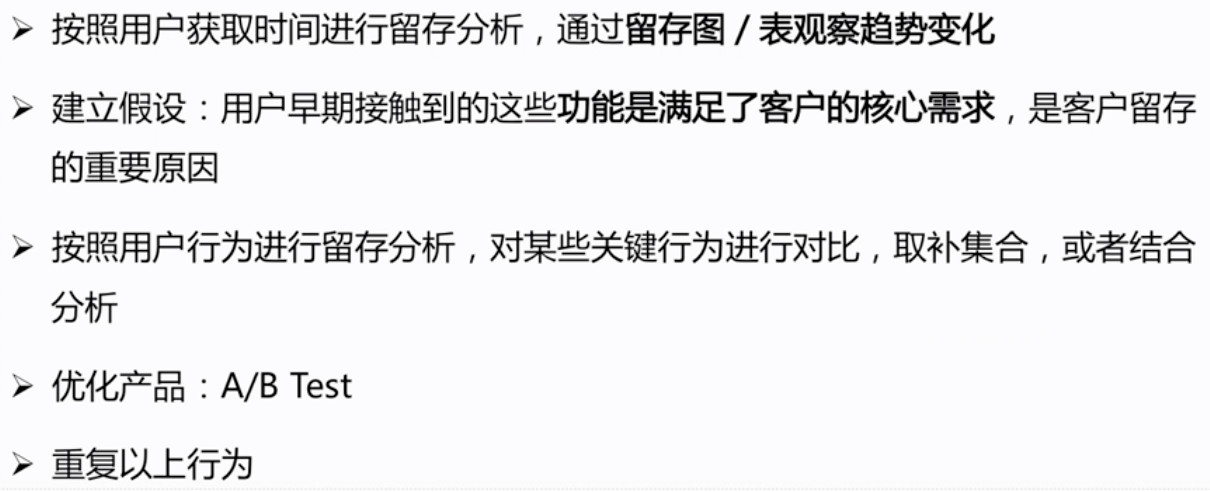 ➢ 按照用户获取时间进行留存分析，通过留存图 / 表观察趋势变化
➢ 建立假设：用户早期接触到的这些功能是满足了客户的核心需求，是客户留存
的重要原因
➢ 按照用户行为进行留存分析，对某些关键行为进行对比，取补集合，或者结合
分析
➢ 优化产品：A/B Test
➢ 重复以上行为